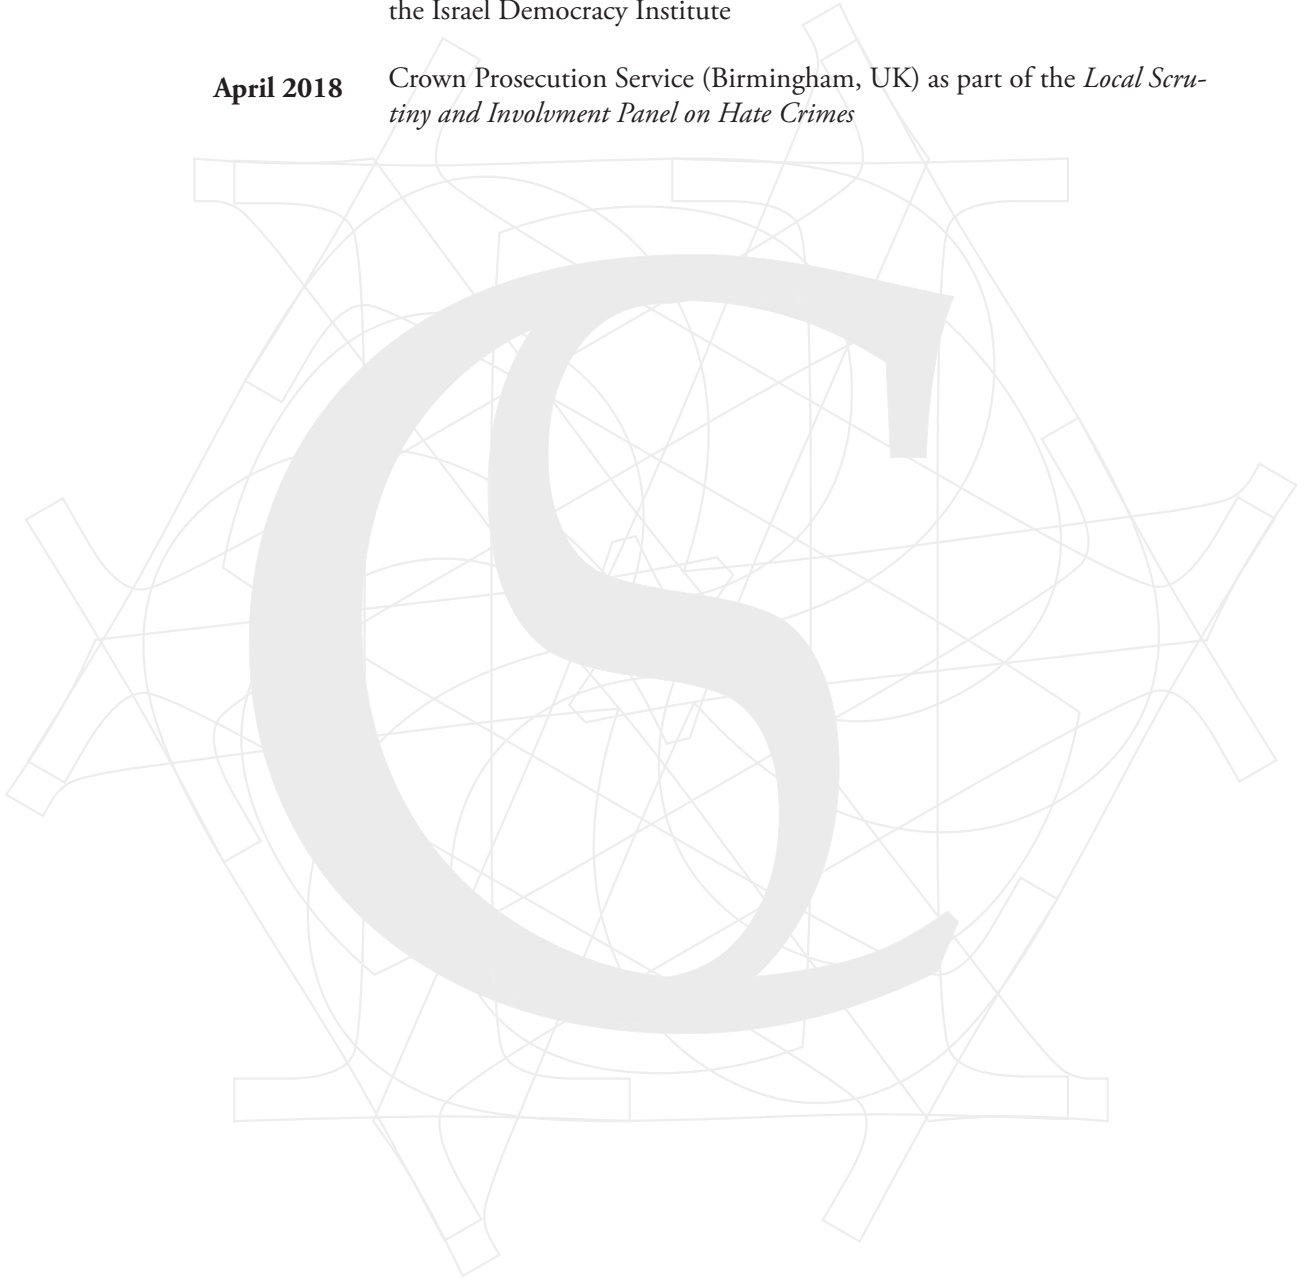 the Israel Democracy Institute
April 2018 Crown Prosecution Service (Birmingham, UK) as part of the Local Scru-
tiny and Involvment Panel on Hate Crimes
CS